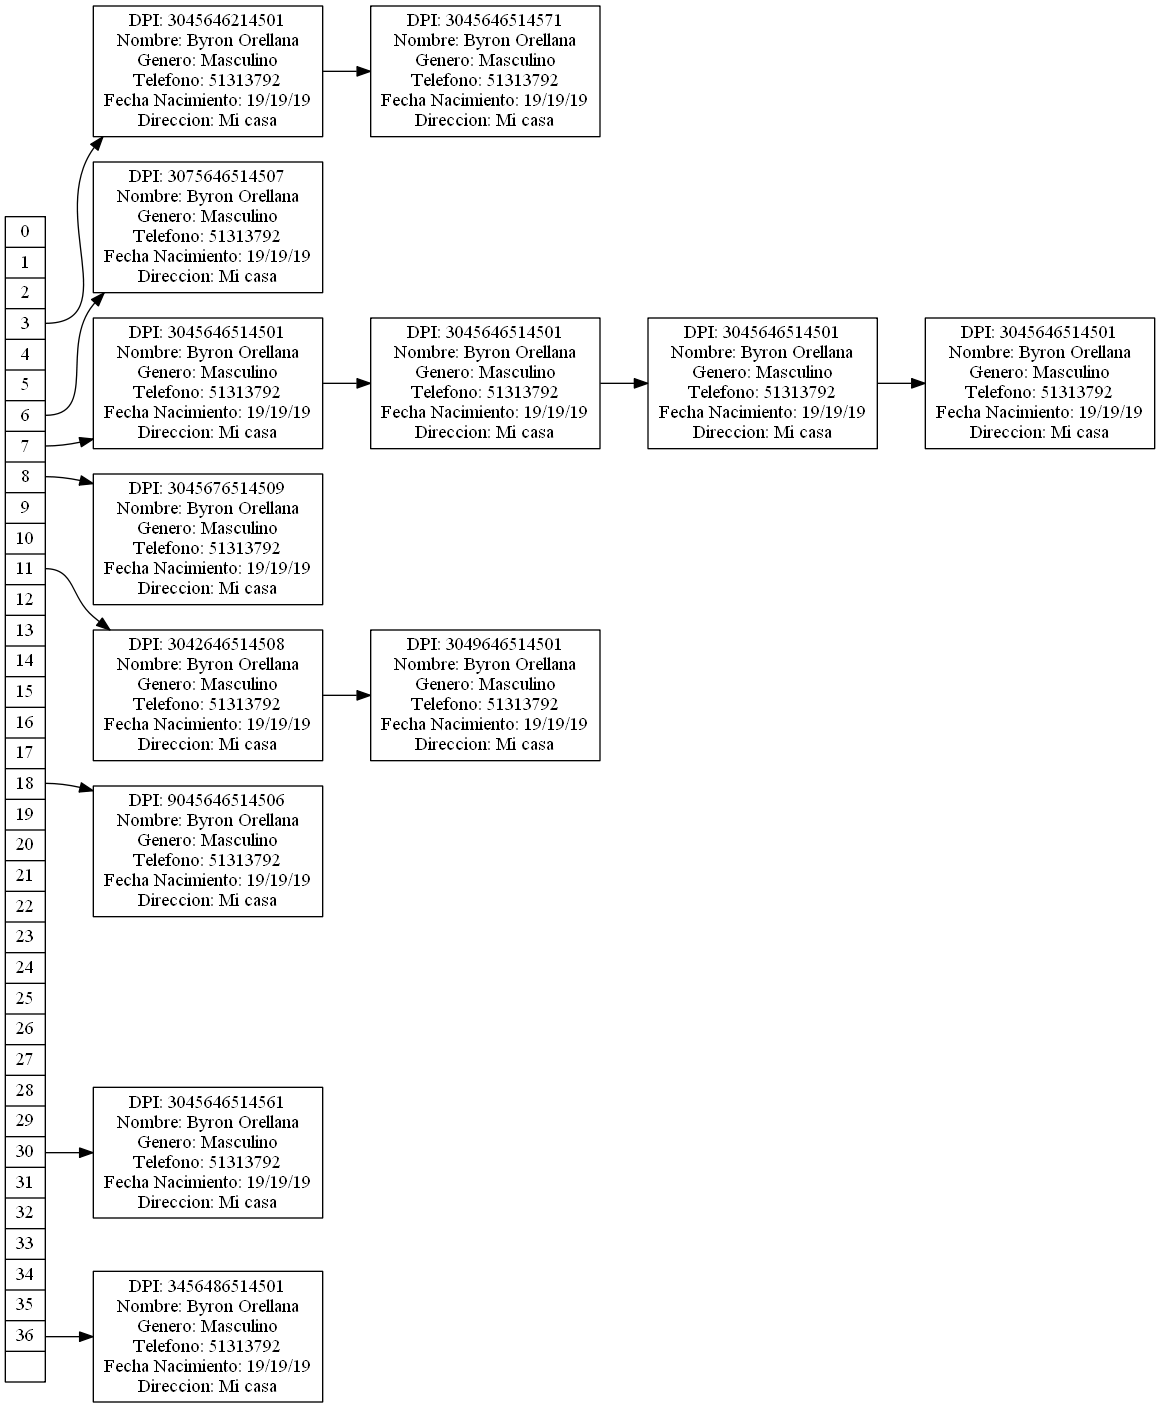 0
1
2
3
4
5
6
7
8
9
10
11
12
13
14
15
16
17
18
19
20
21
22
23
24
25
26
27
28
29
30
31
32
33
34
35
36
DPI: 3045646214501
Nombre: Byron Orellana
Genero: Masculino
Telefono: 51313792
Fecha Nacimiento: 19/19/19
Direccion: Mi casa
DPI: 3045646514571
Nombre: Byron Orellana
Genero: Masculino
Telefono: 51313792
Fecha Nacimiento: 19/19/19
Direccion: Mi casa
DPI: 3075646514507
Nombre: Byron Orellana
Genero: Masculino
Telefono: 51313792
Fecha Nacimiento: 19/19/19
Direccion: Mi casa
DPI: 3045646514501
Nombre: Byron Orellana
Genero: Masculino
Telefono: 51313792
Fecha Nacimiento: 19/19/19
Direccion: Mi casa
DPI: 3045646514501
Nombre: Byron Orellana
Genero: Masculino
Telefono: 51313792
Fecha Nacimiento: 19/19/19
Direccion: Mi casa
DPI: 3045646514501
Nombre: Byron Orellana
Genero: Masculino
Telefono: 51313792
Fecha Nacimiento: 19/19/19
Direccion: Mi casa
DPI: 3045646514501
Nombre: Byron Orellana
Genero: Masculino
Telefono: 51313792
Fecha Nacimiento: 19/19/19
Direccion: Mi casa
DPI: 3045676514509
Nombre: Byron Orellana
Genero: Masculino
Telefono: 51313792
Fecha Nacimiento: 19/19/19
Direccion: Mi casa
DPI: 3042646514508
Nombre: Byron Orellana
Genero: Masculino
Telefono: 51313792
Fecha Nacimiento: 19/19/19
Direccion: Mi casa
DPI: 3049646514501
Nombre: Byron Orellana
Genero: Masculino
Telefono: 51313792
Fecha Nacimiento: 19/19/19
Direccion: Mi casa
DPI: 9045646514506
Nombre: Byron Orellana
Genero: Masculino
Telefono: 51313792
Fecha Nacimiento: 19/19/19
Direccion: Mi casa
DPI: 3045646514561
Nombre: Byron Orellana
Genero: Masculino
Telefono: 51313792
Fecha Nacimiento: 19/19/19
Direccion: Mi casa
DPI: 3456486514501
Nombre: Byron Orellana
Genero: Masculino
Telefono: 51313792
Fecha Nacimiento: 19/19/19
Direccion: Mi casa